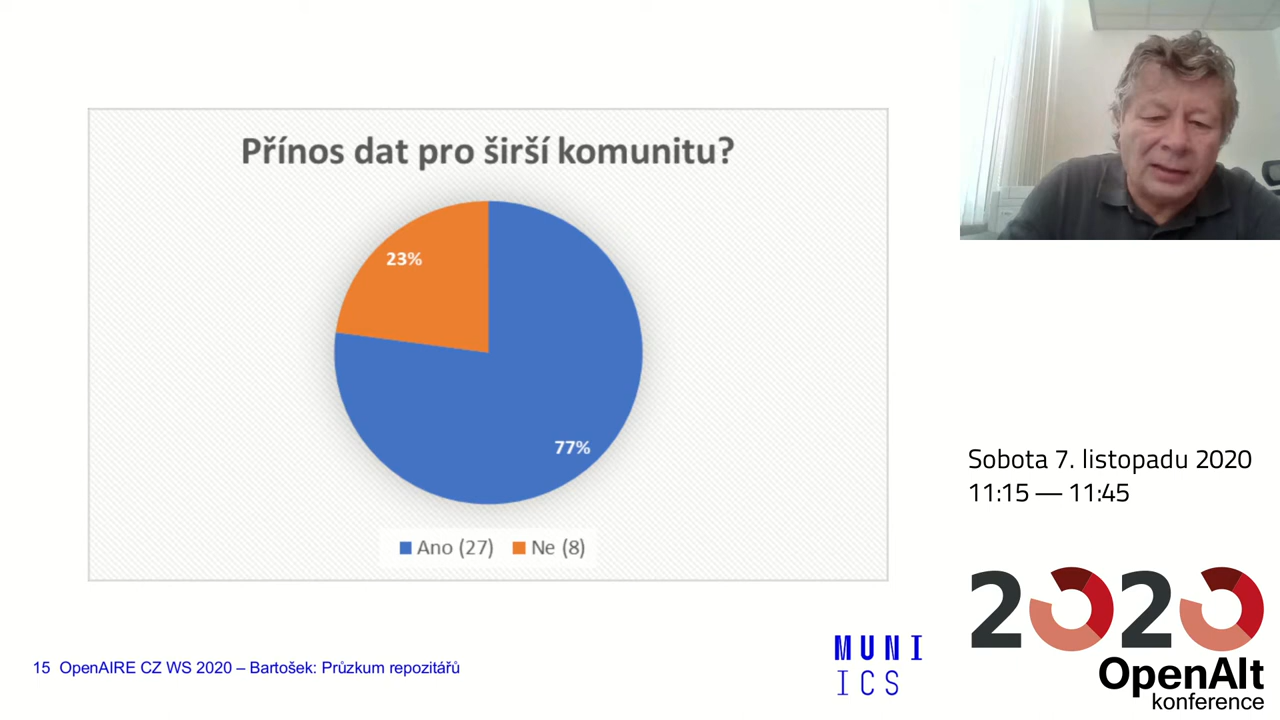 Přínos dat pro širší komunitu?
23%
77%
Ano (27) Ne (8)
15 OpenAIRE CZ WS 2020 – Bartošek: Průzkum repozitářů
MUNI
ICS
Sobota 7. listopadu 2020
11:15 — 11:45
2020
OpenAlt
konference